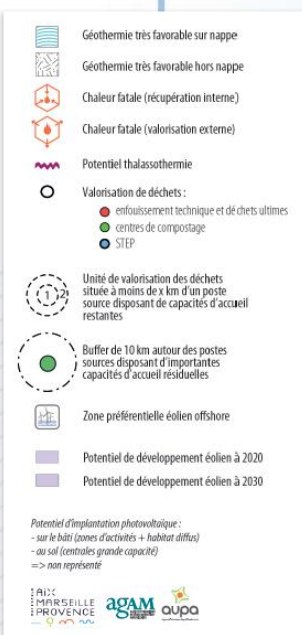 Géothermie très favorable sur nappe
Géothermie très favorable hors nappe
Chaleur fatale (récupération interne)
Chaleur fatale (valorisation externe)
Potentiel thalassothermie
Valorisation de déchets :
enfouissement technique et déchets ultimes
centres de compostage
STEP
1 2
Unité de valorisation des déchets
située à moins de x km d'un poste
source disposant de capacités d'accueil
restantes
Buffer de 10 km autour des postes
sources disposant d'importantes
capacités d'accueil résiduelles
Zone préférentielle éolien offshore
Potentiel de développement éolien à 2020
Potentiel de développement éolien à 2030
Potentiel d'implantation photovoltaïque :
- sur le bâti (zones d'activités + habitat diffus)
- au sol (centrales grande capacité)
=> non représenté
AIX
MARSEILLE
PROVENCE
agam
aupa